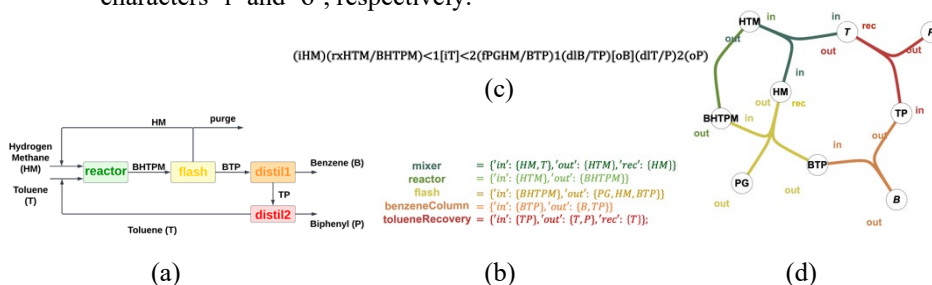 characters "i" and "o", respectively.
(iHM)(rxHTM/BHTPM)<1[iT]<2(fPGHM/BTP)1(dlB/TP)[oB](dlT/P)2(oP)
(c)
HM
purge
Hydrogen
Methane (HM)
reactor
BHTPM
flash
BTP
distil1
Benzene (B)
Toluene
(T)
TP
distil2
Biphenyl (P)
Toluene (T)
(a)
mixer = {'in': {HM,T},'out': {HTM},'rec': {HM}}
reactor = {'in': {HTM},'out': {BHTPM}}
flash = {'in': {BHTPM},'out': {PG,HM,BTP}}
benzeneColumn = {'in': {BTP},'out': {B,TP}}
tolueneRecovery = {'in': {TP},'out': {T,P},'rec': {T}};
(b)
HTM
in
in
rec
out
T
out
out
in
HM
out
rec
in
BHTPM
in
TP
out
out
out
in
BTP
PG
out
out
B
out
(d)